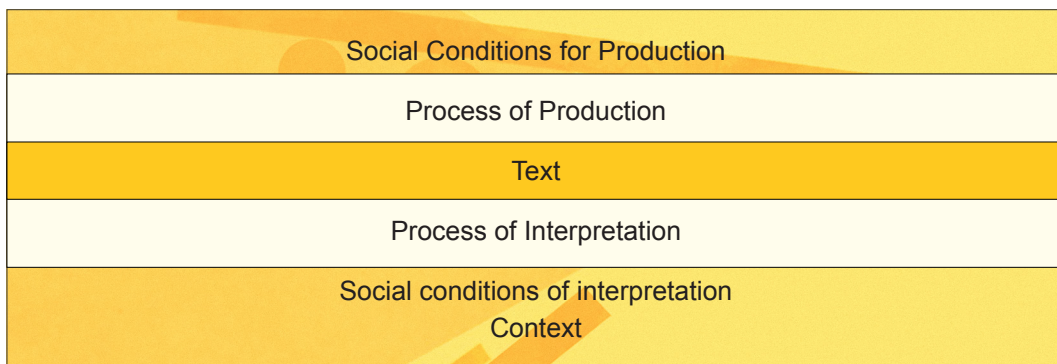 Social Conditions for Production
Process of Production
Text
Process of Interpretation
Social conditions of interpretation
Context